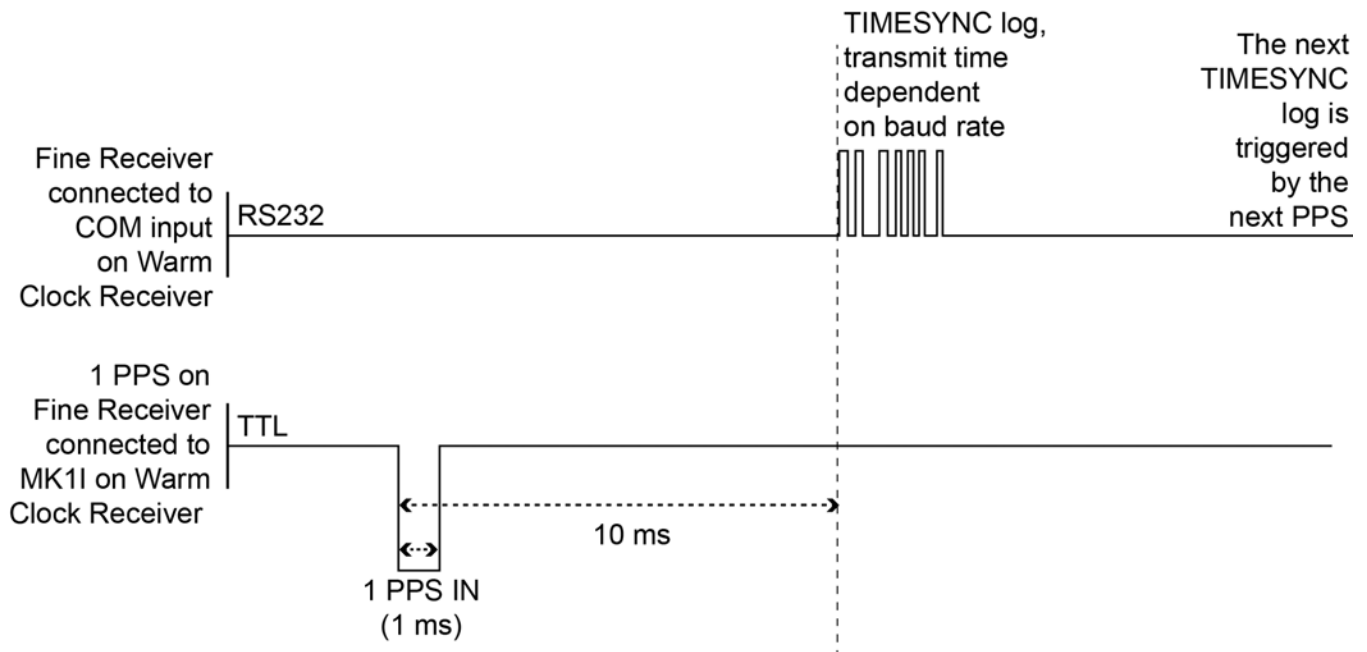 TIMESYNC log,
transmit time
dependent
on baud rate
The next
TIMESYNC
log is
triggered
by the
next PPS
Fine Receiver
connected to
COM input
on Warm
Clock Receiver
RS232
1 PPS on
Fine Receiver
connected to
MK1I on Warm
Clock Receiver
TTL
10 ms
1 PPS IN
(1 ms)